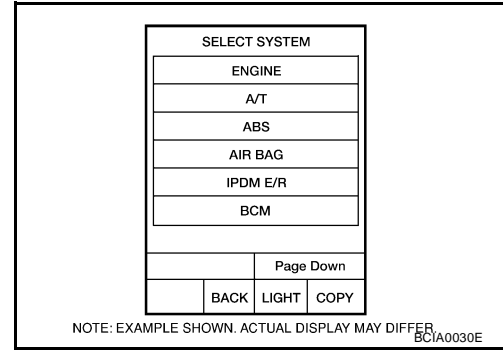 SELECT SYSTEM
ENGINE
A/T
ABS
AIR BAG
IPDM E/R
BCM
Page Down
BACK LIGHT COPY
NOTE: EXAMPLE SHOWN. ACTUAL DISPLAY MAY DIFFER.
BCIA0030E